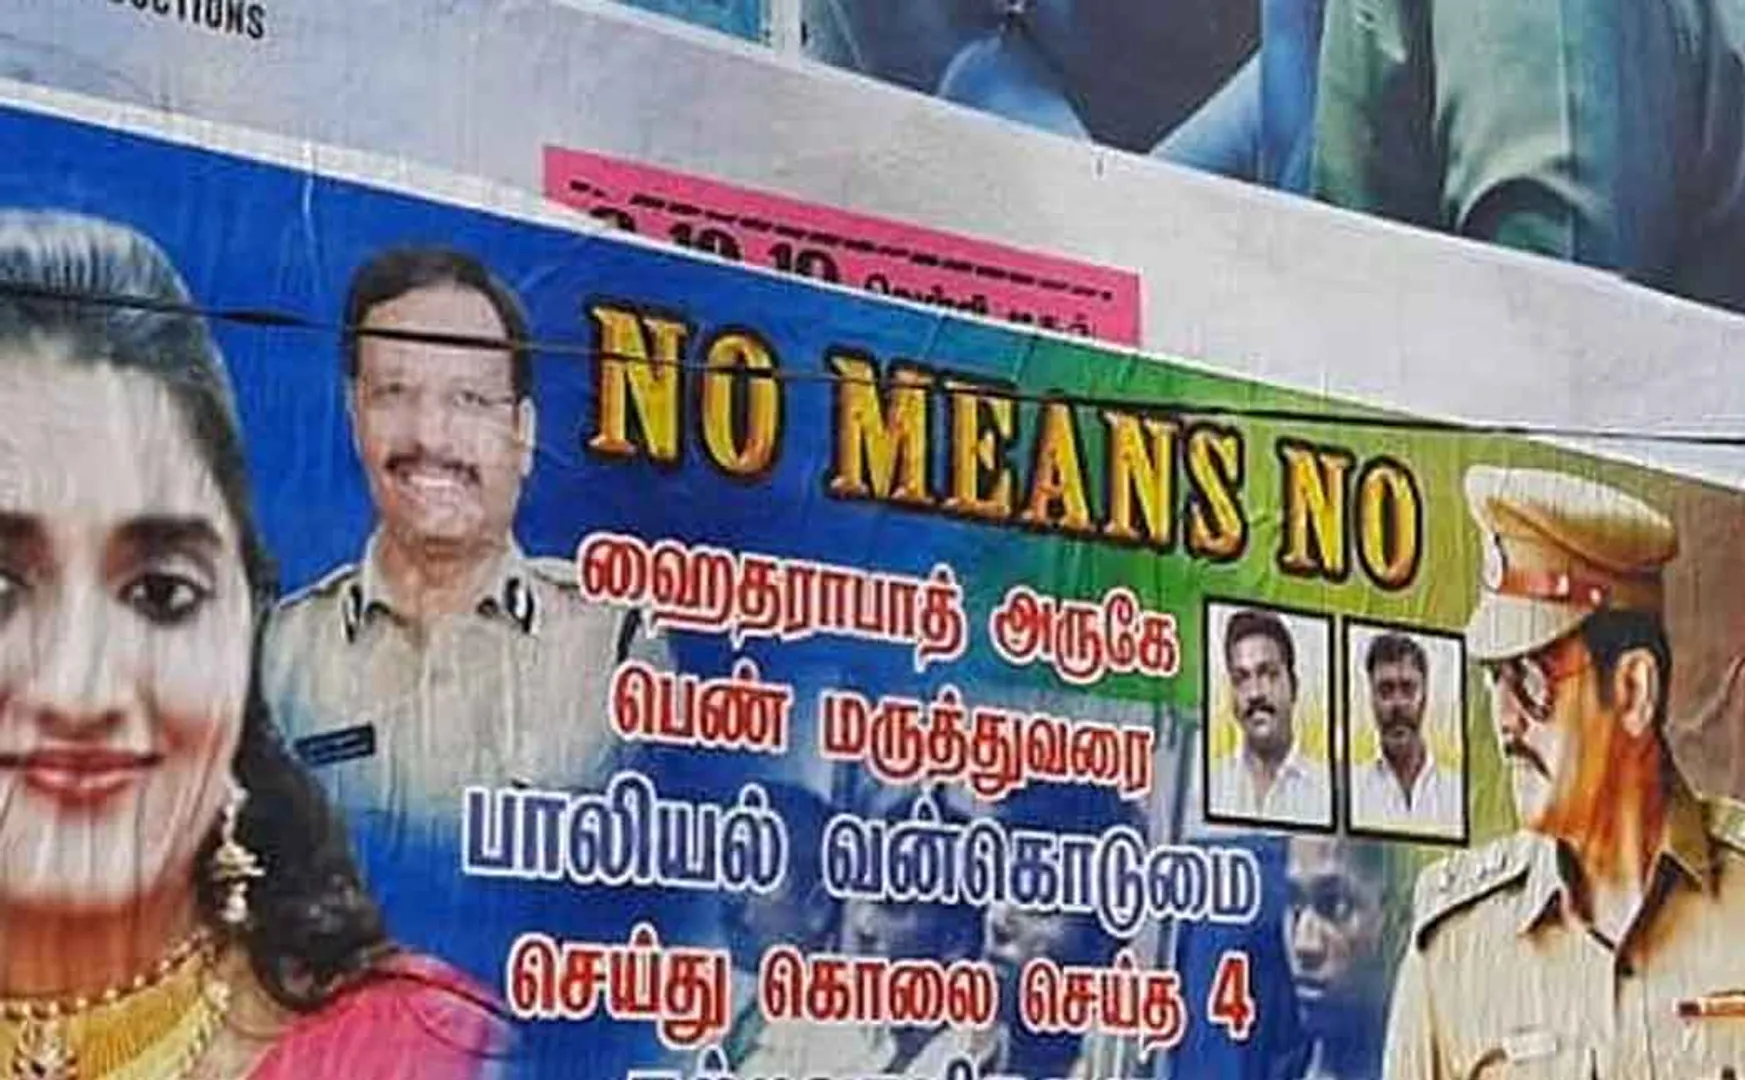 NO MEANS NO
ஹைதராபாத் அருகே
பெண் மருத்துவரை
பாலியல் வன்கொடுமை
செய்து கொலை செய்த 4